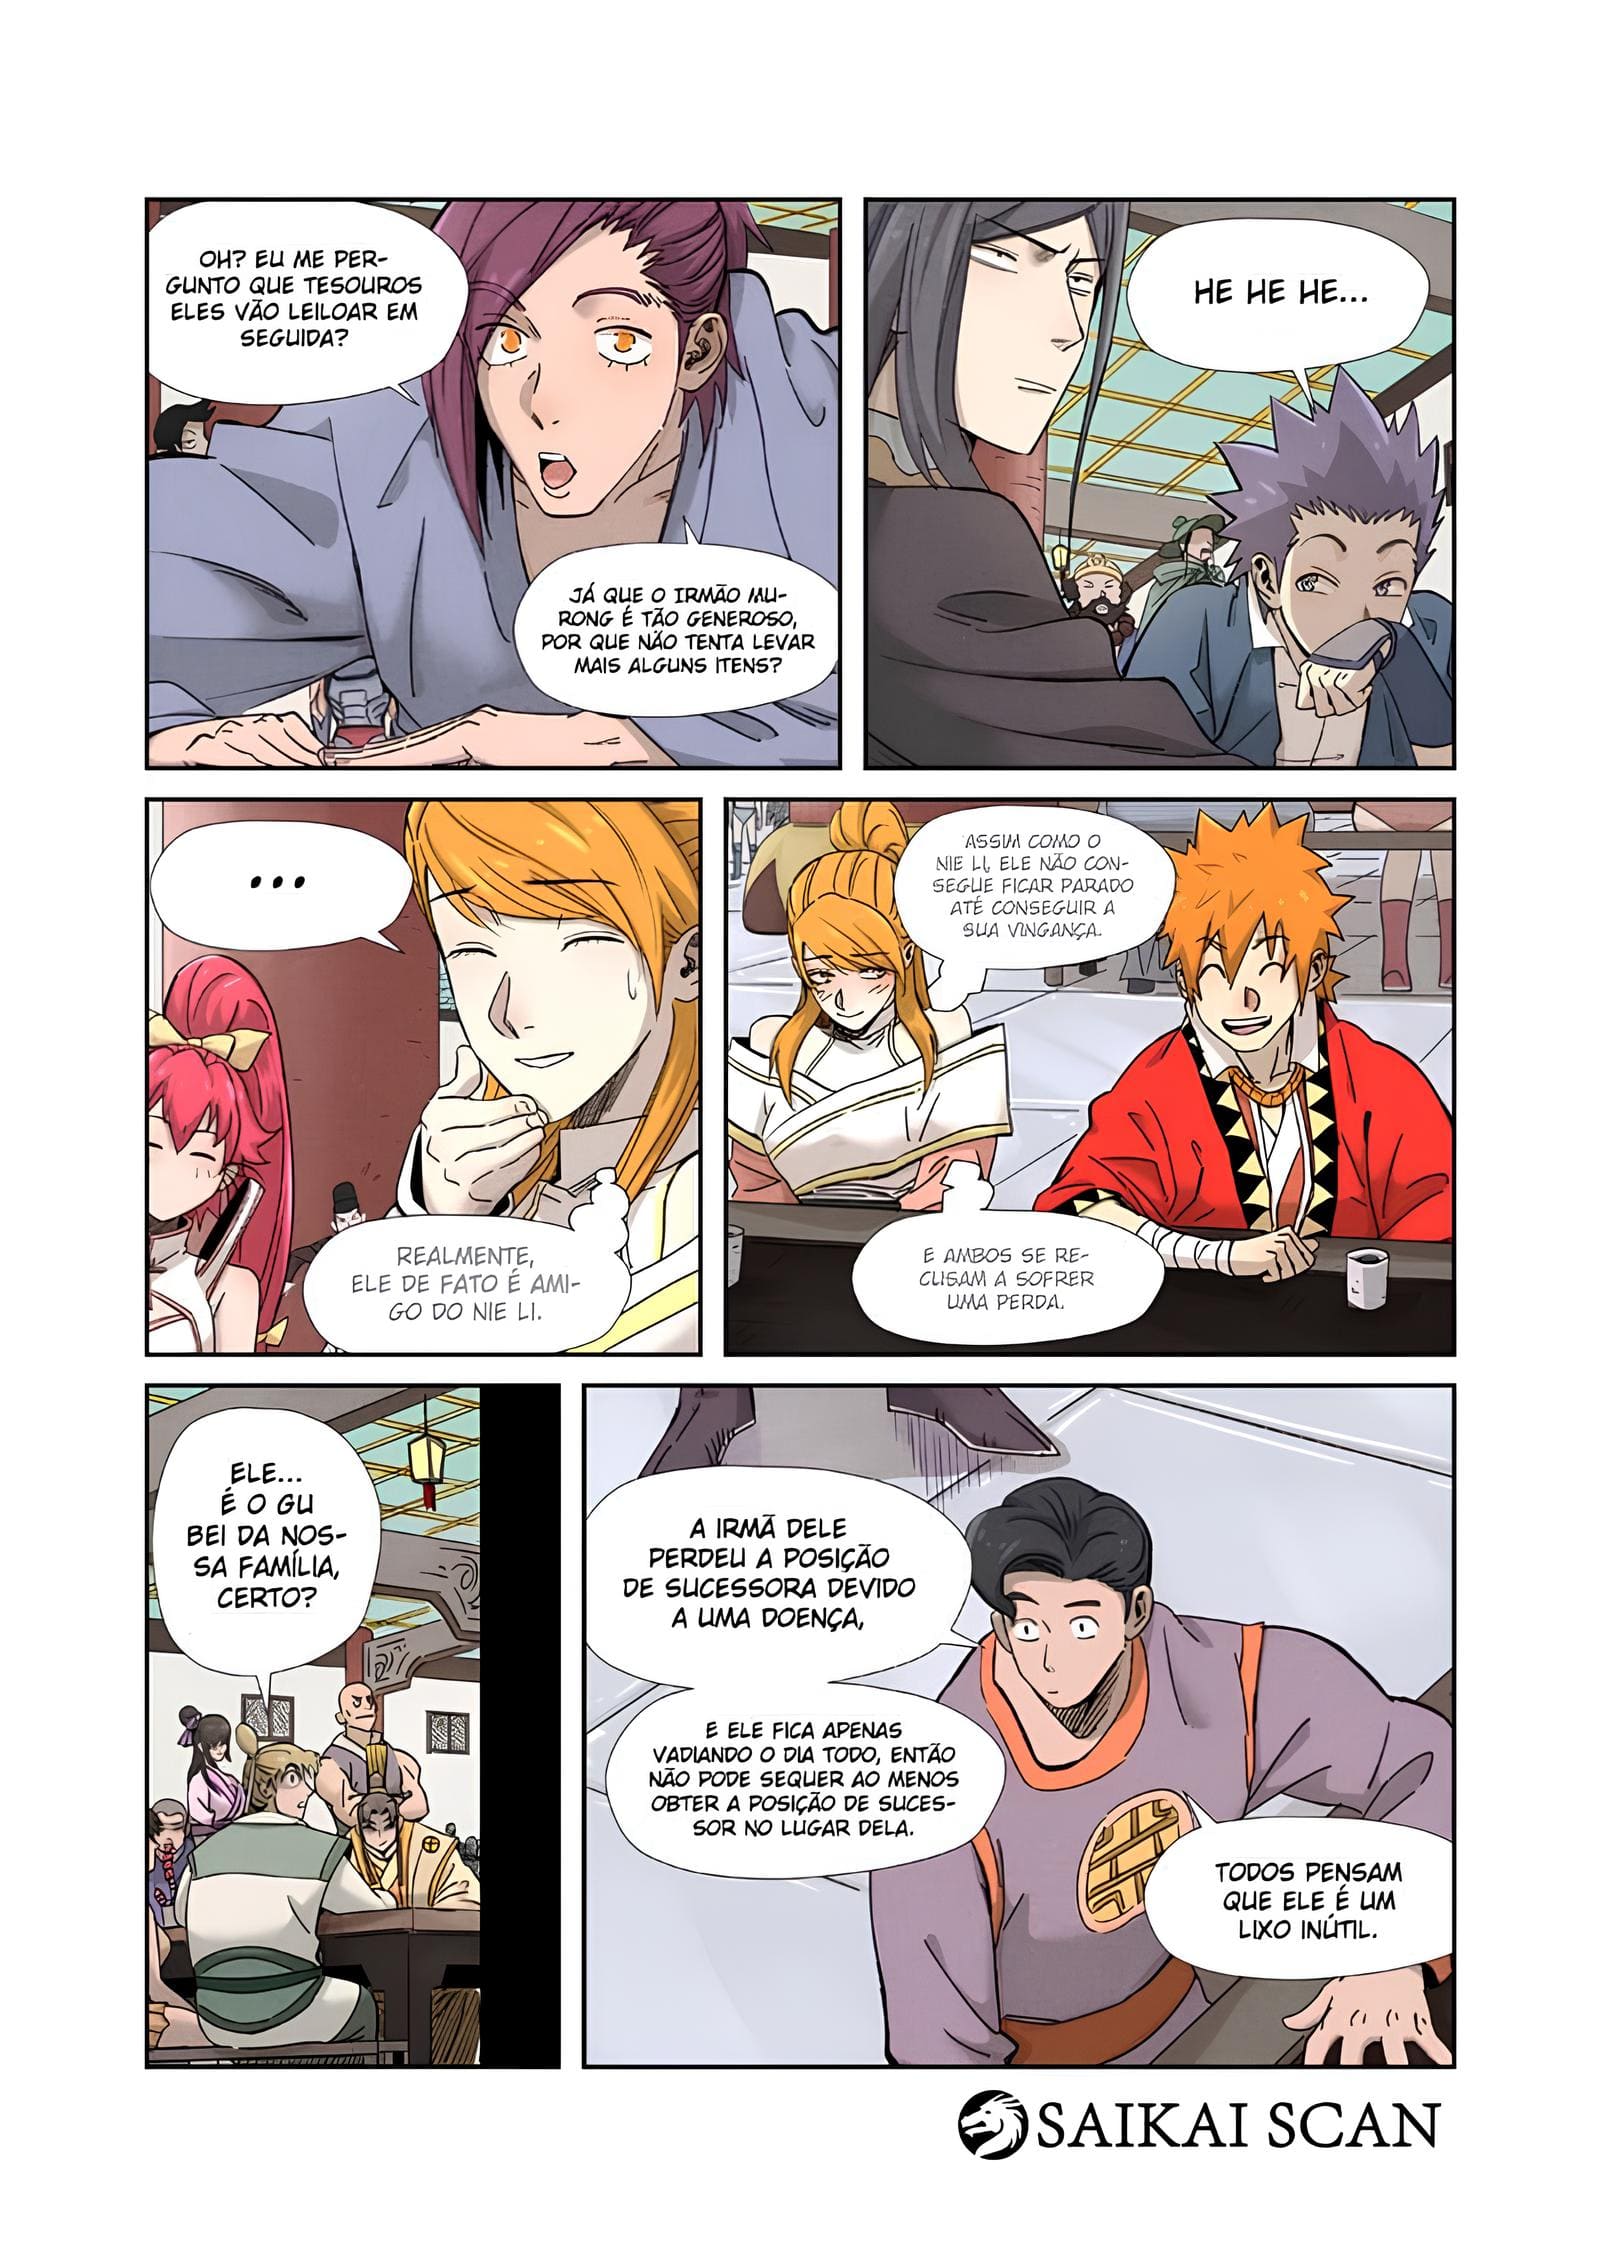 OH? EU ME PER-
GUNTO QUE TESOUROS
ELES VÃO LEILOAR EM
SEGUIDA?
JÁ QUE O IRMÃO MU-
RONG É TÃO GENEROSO,
POR QUE NÃO TENTA LEVAR
MAIS ALGUNS ITENS?
HE HE HE...
...
REALMENTE,
ELE DE FATO É AMI-
GO DO NIE LI.
ASSIM COMO O
NIE LI, ELE NÃO CON-
SEGUE FICAR PARADO
ATÉ CONSEGUIR A
SUA VINGANÇA.
E AMBOS SE RE-
CUSAM A SOFRER
UMA PERDA.
ELE...
É O GU
BEI DA NOS-
SA FAMÍLIA,
CERTO?
A IRMÃ DELE
PERDEU A POSIÇÃO
DE SUCESSORA DEVIDO
A UMA DOENÇA,
E ELE FICA APENAS
VADIANDO O DIA TODO, ENTÃO
NÃO PODE SEQUER AO MENOS
OBTER A POSIÇÃO DE SUCES-
SOR NO LUGAR DELA.
TODOS PENSAM
QUE ELE É UM
LIXO INÚTIL.
SAIKAI SCAN